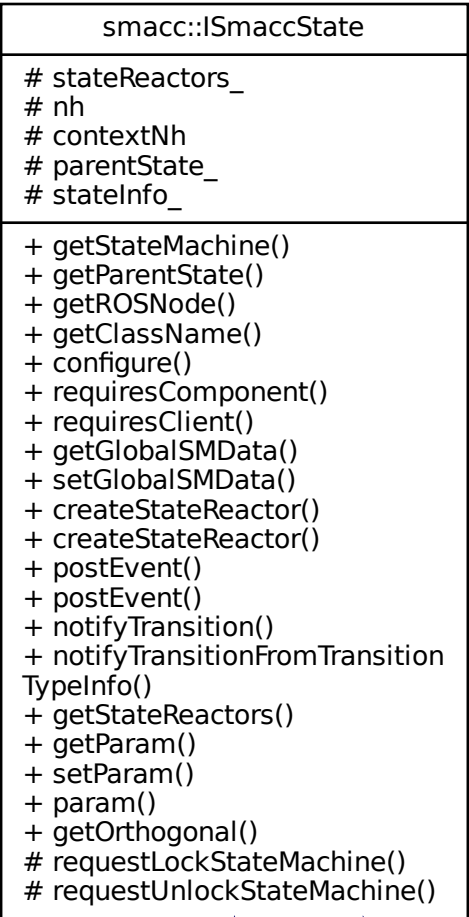 smacc::ISmaccState
# stateReactors_
# nh
# contextNh
# parentState_
# stateInfo_
+ getStateMachine()
+ getParentState()
+ getROSNode()
+ getClassName()
+ configure()
+ requiresComponent()
+ requiresClient()
+ getGlobalSMData()
+ setGlobalSMData()
+ createStateReactor()
+ createStateReactor()
+ postEvent()
+ postEvent()
+ notifyTransition()
+ notifyTransitionFromTransition
TypeInfo()
+ getStateReactors()
+ getParam()
+ setParam()
+ param()
+ getOrthogonal()
# requestLockStateMachine()
# requestUnlockStateMachine()